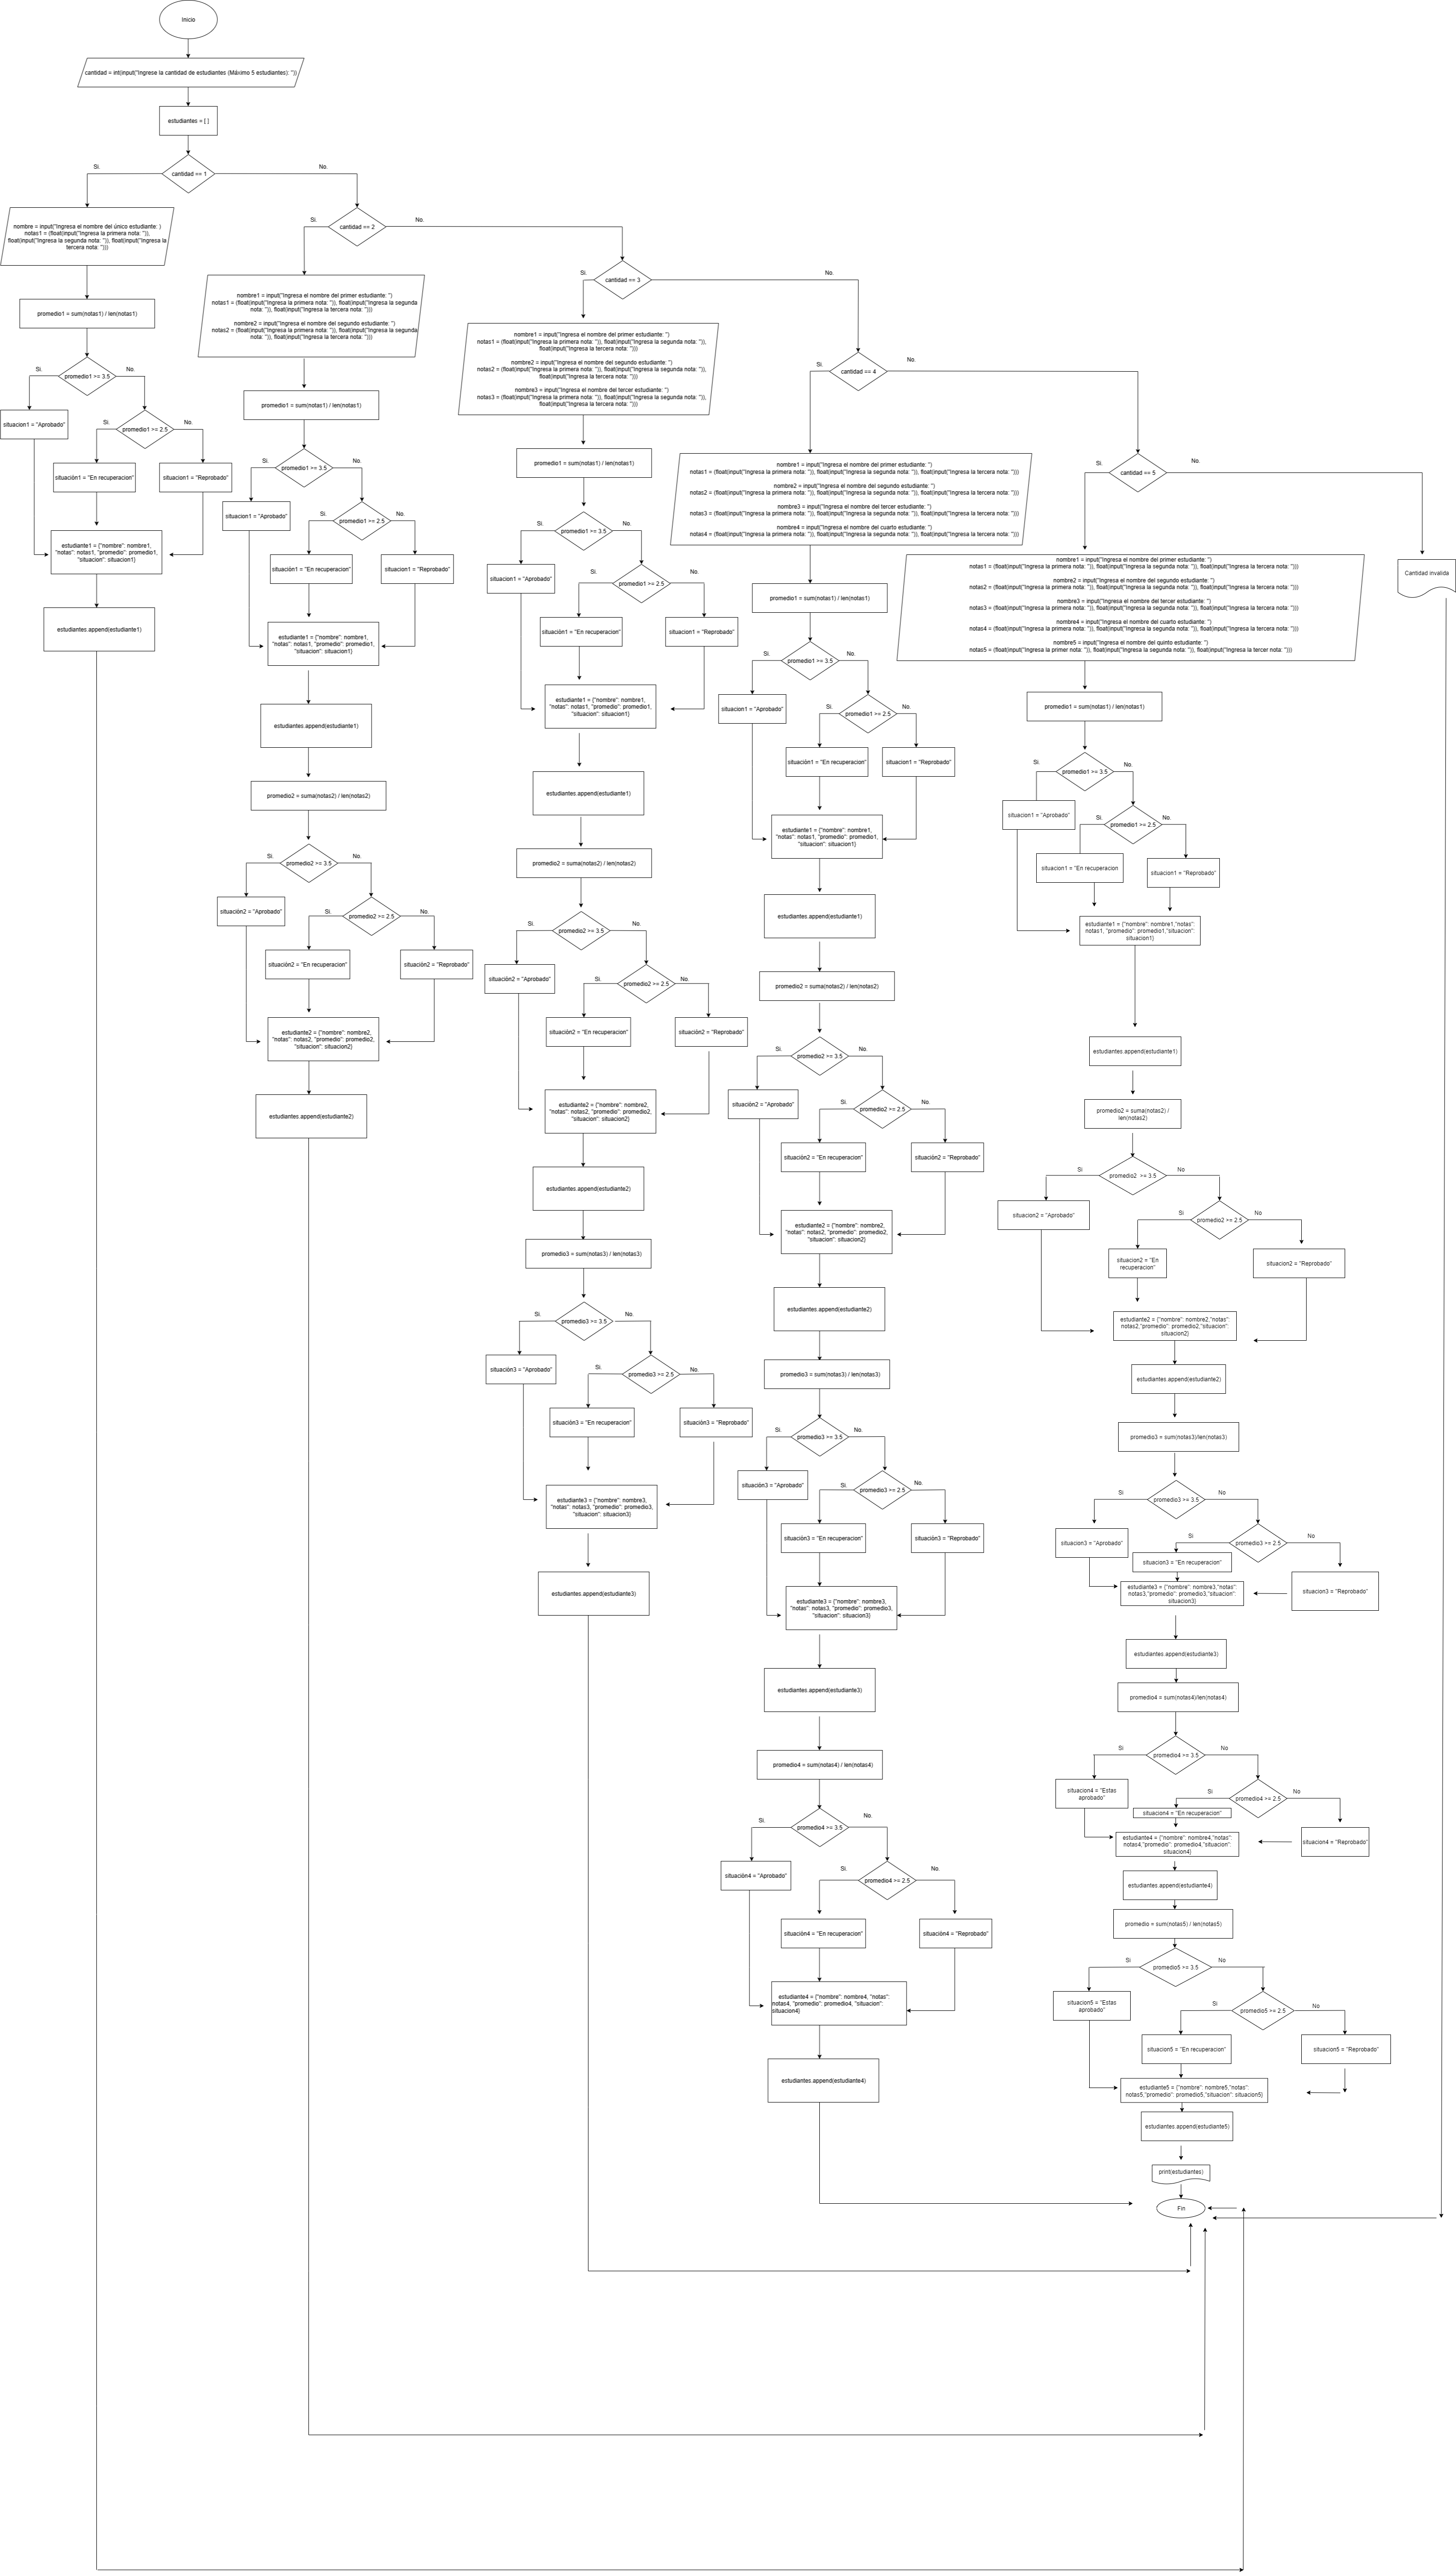 Inicio
cantidad = int(input("Ingrese la cantidad de estudiantes (Máximo 5 estudiantes): "))
estudiantes = [ ]
cantidad == 1
Si.
No.
nombre = input("Ingresa el nombre del único estudiante: )
notas1 = (float(input("Ingresa la primera nota: ")),
float(input("Ingresa la segunda nota: ")), float(input("Ingresa la
tercera nota: ")))
promedio1 = sum(notas1) / len(notas1)
promedio1 >= 3.5
Si.
No.
situacion1 = "Aprobado"
promedio1 >= 2.5
Si.
No.
situación1 = "En recuperacion"
situacion1 = "Reprobado"
estudiante1 = {"nombre": nombre1,
"notas": notas1, "promedio": promedio1,
"situacion": situacion1}
estudiantes.append(estudiante1)
cantidad == 2
Si.
No.
nombre1 = input("Ingresa el nombre del primer estudiante: ")
notas1 = (float(input("Ingresa la primera nota: ")), float(input("Ingresa la segunda
nota: ")), float(input("Ingresa la tercera nota: ")))
nombre2 = input("Ingresa el nombre del segundo estudiante: ")
notas2 = (float(input("Ingresa la primera nota: ")), float(input("Ingresa la segunda
nota: ")), float(input("Ingresa la tercera nota: ")))
promedio1 = sum(notas1) / len(notas1)
promedio1 >= 3.5
Si.
No.
situacion1 = "Aprobado"
promedio1 >= 2.5
Si.
No.
situación1 = "En recuperacion"
situacion1 = "Reprobado"
estudiante1 = {"nombre": nombre1,
"notas": notas1, "promedio": promedio1,
"situacion": situacion1}
estudiantes.append(estudiante1)
promedio2 = suma(notas2) / len(notas2)
promedio2 >= 3.5
Si.
No.
situación2 = "Aprobado"
promedio2 >= 2.5
Si.
No.
situación2 = "En recuperacion"
situación2 = "Reprobado"
estudiante2 = {"nombre": nombre2,
"notas": notas2, "promedio": promedio2,
"situacion": situacion2}
estudiantes.append(estudiante2)
cantidad == 3
Si.
No.
nombre1 = input("Ingresa el nombre del primer estudiante: ")
notas1 = (float(input("Ingresa la primera nota: ")), float(input("Ingresa la segunda nota: ")),
float(input("Ingresa la tercera nota: ")))
nombre2 = input("Ingresa el nombre del segundo estudiante: ")
notas2 = (float(input("Ingresa la primera nota: ")), float(input("Ingresa la segunda nota: ")),
float(input("Ingresa la tercera nota: ")))
nombre3 = input("Ingresa el nombre del tercer estudiante: ")
notas3 = (float(input("Ingresa la primera nota: ")), float(input("Ingresa la segunda nota: ")),
float(input("Ingresa la tercera nota: ")))
promedio1 = sum(notas1) / len(notas1)
promedio1 >= 3.5
Si.
No.
situacion1 = "Aprobado"
promedio1 >= 2.5
Si.
No.
situación1 = "En recuperacion"
situacion1 = "Reprobado"
estudiante1 = {"nombre": nombre1,
"notas": notas1, "promedio": promedio1,
"situacion": situacion1}
estudiantes.append(estudiante1)
promedio2 = suma(notas2) / len(notas2)
promedio2 >= 3.5
Si.
No.
situación2 = "Aprobado"
promedio2 >= 2.5
Si.
No.
situación2 = "En recuperacion"
situación2 = "Reprobado"
estudiante2 = {"nombre": nombre2,
"notas": notas2, "promedio": promedio2,
"situacion": situacion2}
estudiantes.append(estudiante2)
promedio3 = sum(notas3) / len(notas3)
promedio3 >= 3.5
Si.
No.
situación3 = "Aprobado"
promedio3 >= 2.5
Si.
No.
situación3 = "En recuperacion"
situación3 = "Reprobado"
estudiante3 = {"nombre": nombre3,
"notas": notas3, "promedio": promedio3,
"situacion": situacion3}
estudiantes.append(estudiante3)
cantidad == 4
Si.
No.
nombre1 = input("Ingresa el nombre del primer estudiante: ")
notas1 = (float(input("Ingresa la primera nota: ")), float(input("Ingresa la segunda nota: ")), float(input("Ingresa la tercera nota: ")))
nombre2 = input("Ingresa el nombre del segundo estudiante: ")
notas2 = (float(input("Ingresa la primera nota: ")), float(input("Ingresa la segunda nota: ")), float(input("Ingresa la tercera nota: ")))
nombre3 = input("Ingresa el nombre del tercer estudiante: ")
notas3 = (float(input("Ingresa la primera nota: ")), float(input("Ingresa la segunda nota: ")), float(input("Ingresa la tercera nota: ")))
nombre4 = input("Ingresa el nombre del cuarto estudiante: ")
notas4 = (float(input("Ingresa la primera nota: ")), float(input("Ingresa la segunda nota: ")), float(input("Ingresa la tercera nota: ")))
promedio1 = sum(notas1) / len(notas1)
promedio1 >= 3.5
Si.
No.
situacion1 = "Aprobado"
promedio1 >= 2.5
Si.
No.
situación1 = "En recuperacion"
situacion1 = "Reprobado"
estudiante1 = {"nombre": nombre1,
"notas": notas1, "promedio": promedio1,
"situacion": situacion1}
estudiantes.append(estudiante1)
promedio2 = suma(notas2) / len(notas2)
promedio2 >= 3.5
Si.
No.
situación2 = "Aprobado"
promedio2 >= 2.5
Si.
No.
situación2 = "En recuperacion"
situación2 = "Reprobado"
estudiante2 = {"nombre": nombre2,
"notas": notas2, "promedio": promedio2,
"situacion": situacion2}
estudiantes.append(estudiante2)
promedio3 = sum(notas3) / len(notas3)
promedio3 >= 3.5
Si.
No.
situación3 = "Aprobado"
promedio3 >= 2.5
Si.
No.
situación3 = "En recuperacion"
situación3 = "Reprobado"
estudiante3 = {"nombre": nombre3,
"notas": notas3, "promedio": promedio3,
"situacion": situacion3}
estudiantes.append(estudiante3)
promedio4 = sum(notas4) / len(notas4)
promedio4 >= 3.5
Si.
No.
situación4 = "Aprobado"
promedio4 >= 2.5
Si.
No.
situación4 = "En recuperacion"
situación4 = "Reprobado"
estudiante4 = {"nombre": nombre4, "notas":
notas4, "promedio": promedio4, "situacion":
situacion4}
estudiantes.append(estudiante4)
cantidad == 5
Si.
No.
Cantidad invalida
nombre1 = input("Ingresa el nombre del primer estudiante: ")
notas1 = (float(input("Ingresa la primera nota: ")), float(input("Ingresa la segunda nota: ")), float(input("Ingresa la tercera nota: ")))
nombre2 = input("Ingresa el nombre del segundo estudiante: ")
notas2 = (float(input("Ingresa la primera nota: ")), float(input("Ingresa la segunda nota: ")), float(input("Ingresa la tercera nota: ")))
nombre3 = input("Ingresa el nombre del tercer estudiante: ")
notas3 = (float(input("Ingresa la primera nota: ")), float(input("Ingresa la segunda nota: ")), float(input("Ingresa la tercera nota: ")))
nombre4 = input("Ingresa el nombre del cuarto estudiante: ")
notas4 = (float(input("Ingresa la primera nota: ")), float(input("Ingresa la segunda nota: ")), float(input("Ingresa la tercera nota: ")))
nombre5 = input("Ingresa el nombre del quinto estudiante: ")
notas5 = (float(input("Ingresa la primer nota: ")), float(input("Ingresa la segunda nota: ")), float(input("Ingresa la tercer nota: ")))
promedio1 = sum(notas1) / len(notas1)
promedio1 >= 3.5
Si.
No.
situacion1 = "Aprobado"
promedio1 >= 2.5
Si.
No.
situacion1 = "En recuperacion
situacion1 = "Reprobado"
estudiante1 = {"nombre": nombre1,"notas":
notas1, "promedio": promedio1,"situacion":
situacion1}
estudiantes.append(estudiante1)
promedio2 = suma(notas2) /
len(notas2)
promedio2 >= 3.5
Si
No
situacion2 = "Aprobado"
promedio2 >= 2.5
Si
No
situacion2 = "En
recuperacion"
situacion2 = "Reprobado"
estudiante2 = {"nombre": nombre2,"notas":
notas2,"promedio": promedio2,"situacion":
situacion2}
estudiantes.append(estudiante2)
promedio3 = sum(notas3)/len(notas3)
promedio3 >= 3.5
Si
No
situacion3 = "Aprobado"
promedio3 >= 2.5
Si
No
situacion3 = "En recuperacion"
situacion3 = "Reprobado"
estudiante3 = {"nombre": nombre3,"notas":
notas3,"promedio": promedio3,"situacion":
situacion3}
estudiantes.append(estudiante3)
promedio4 = sum(notas4)/len(notas4)
promedio4 >= 3.5
Si
No
situacion4 = "Estas
aprobado"
promedio4 >= 2.5
Si
No
situacion4 = "En recuperacion"
situacion4 = "Reprobado"
estudiante4 = {"nombre": nombre4,"notas":
notas4,"promedio": promedio4,"situacion":
situacion4}
estudiantes.append(estudiante4)
promedio = sum(notas5) / len(notas5)
promedio5 >= 3.5
Si
No
situacion5 = "Estas
aprobado"
promedio5 >= 2.5
Si
No
situacion5 = "En recuperacion"
situacion5 = "Reprobado"
estudiante5 = {"nombre": nombre5,"notas":
notas5,"promedio": promedio5,"situacion": situacion5}
estudiantes.append(estudiante5)
print(estudiantes)
Fin